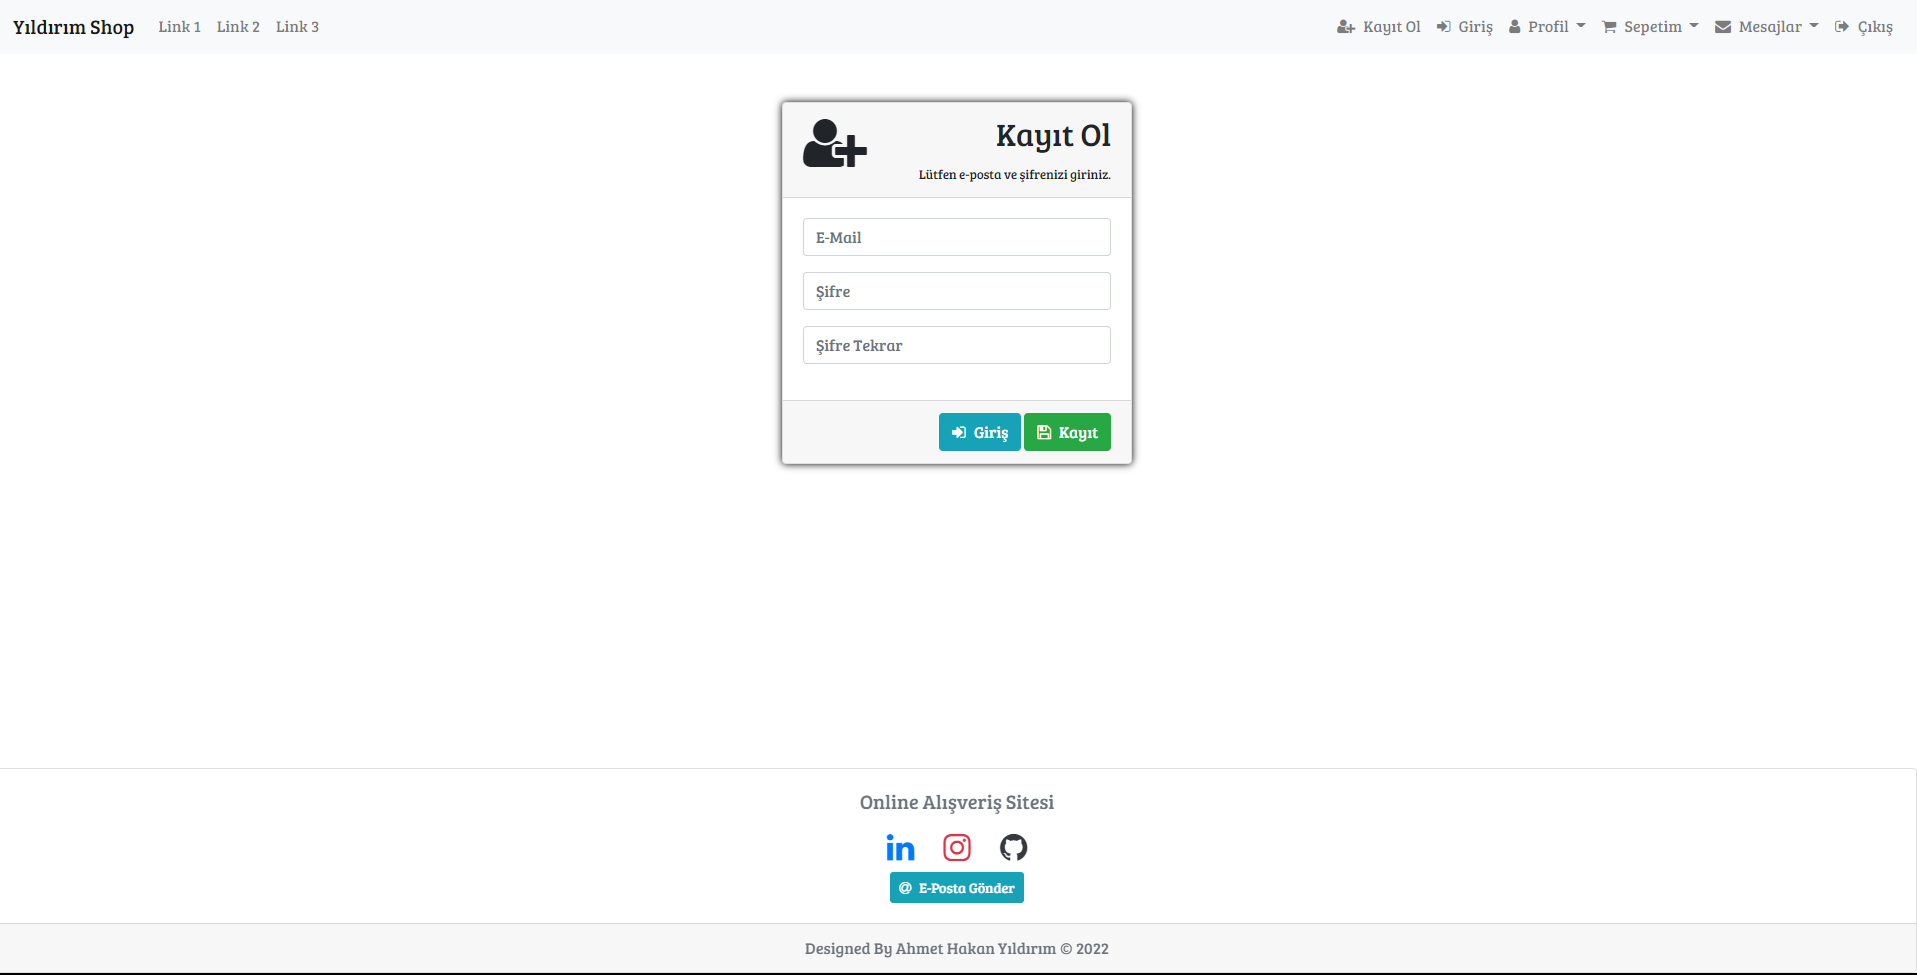 Yıldırım Shop Link 1 Link 2 Link 3 Kayıt Ol Giriş Profil Sepetim Mesajlar Çıkış
Kayıt Ol
Lütfen e-posta ve şifrenizi giriniz.
E-Mail
Şifre
Şifre Tekrar
Giriş Kayıt
Online Alışveriş Sitesi
E-Posta Gönder
Designed By Ahmet Hakan Yıldırım © 2022